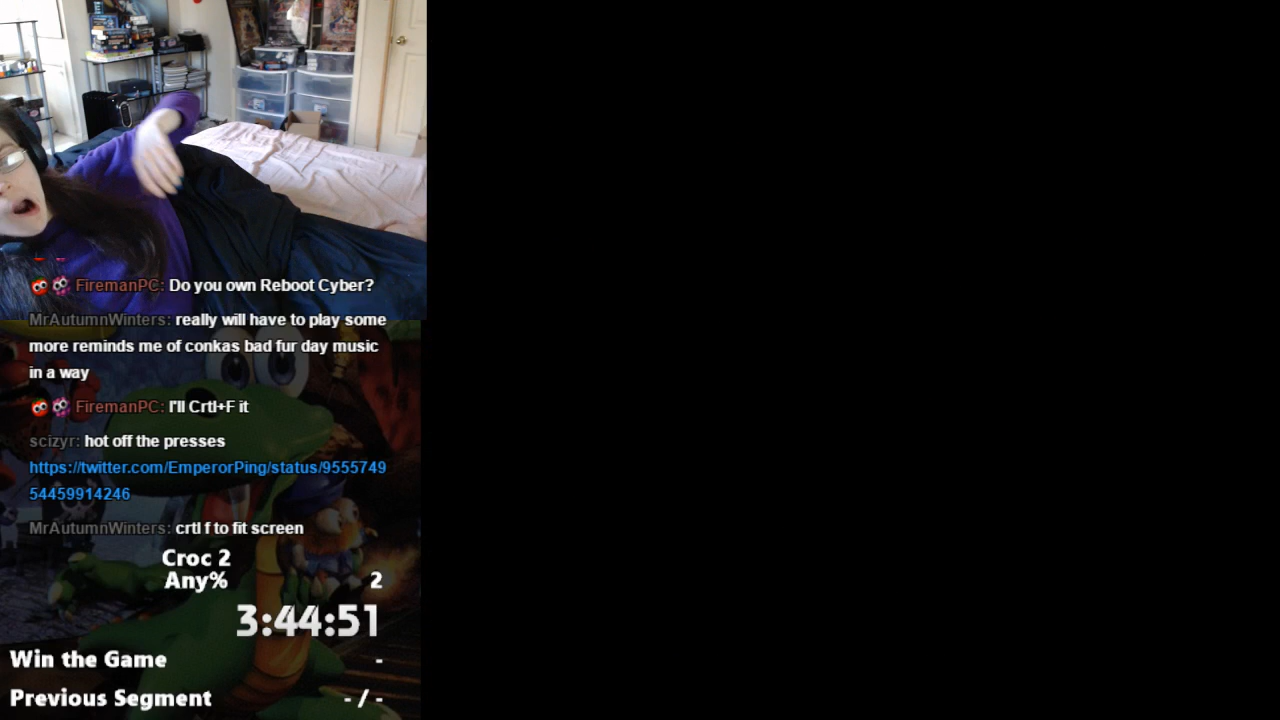 FiremanPC: Do you own Reboot Cyber?
MrAutumnWinters: really will have to play some
more reminds me of conkas bad fur day music
in a way
FiremanPC: I'll Crtl+F it
scizyr: hot off the presses
https://twitter.com/EmperorPing/status/9555749
54459914246
MrAutumnWinters: crtl f to fit screen
Croc 2
Any% 2
3:44:51
Win the Game -
Previous Segment - / -